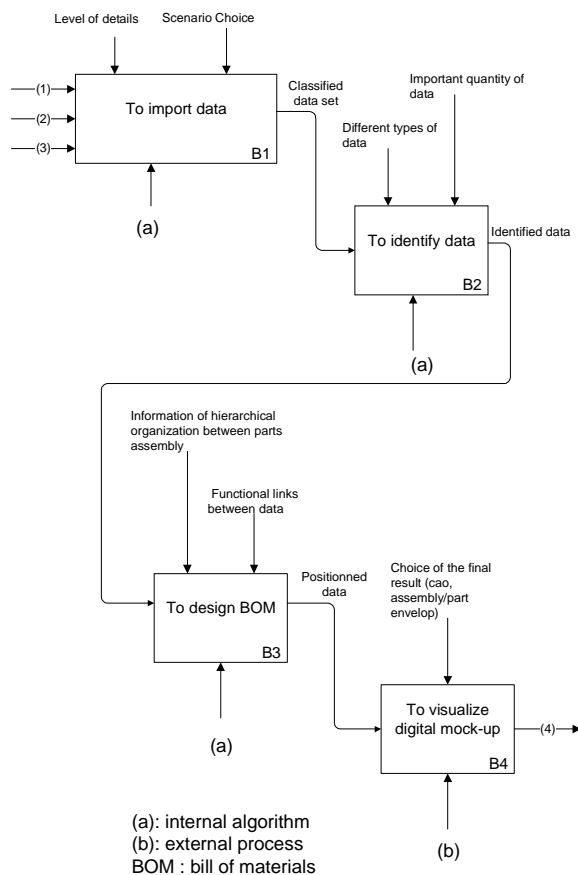 Level of details
Scenario Choice
(1)
(2)
(3)
To import data
B1
(a)
Classified
data set
Important quantity of
data
Different types of
data
To identify data
B2
Identified data
(a)
Information of hierarchical
organization between parts
assembly
Functional links
between data
To design BOM
B3
(a)
Positionned
data
Choice of the final
result (cao,
assembly/part
envelop)
To visualize
digital mock-up
B4
(4)
(b)
(a): internal algorithm
(b): external process
BOM : bill of materials